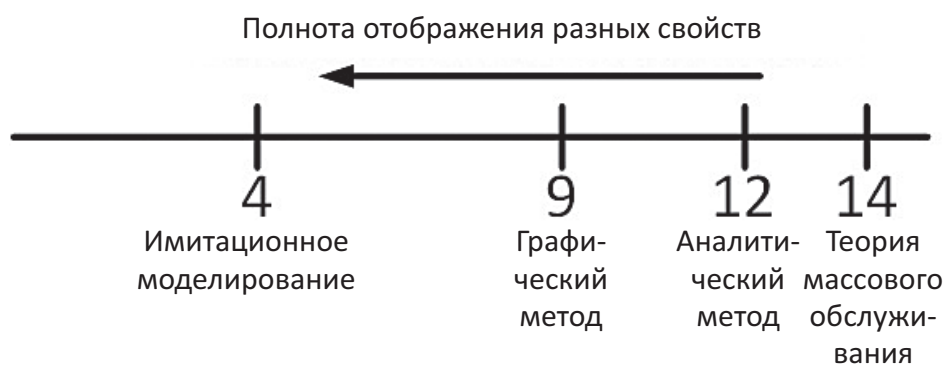 Полнота отображения разных свойств
4 9 12 14
Имитационное Графи- Аналити- Теория
моделирование ческий ческий массового
метод метод обслужи-
вания